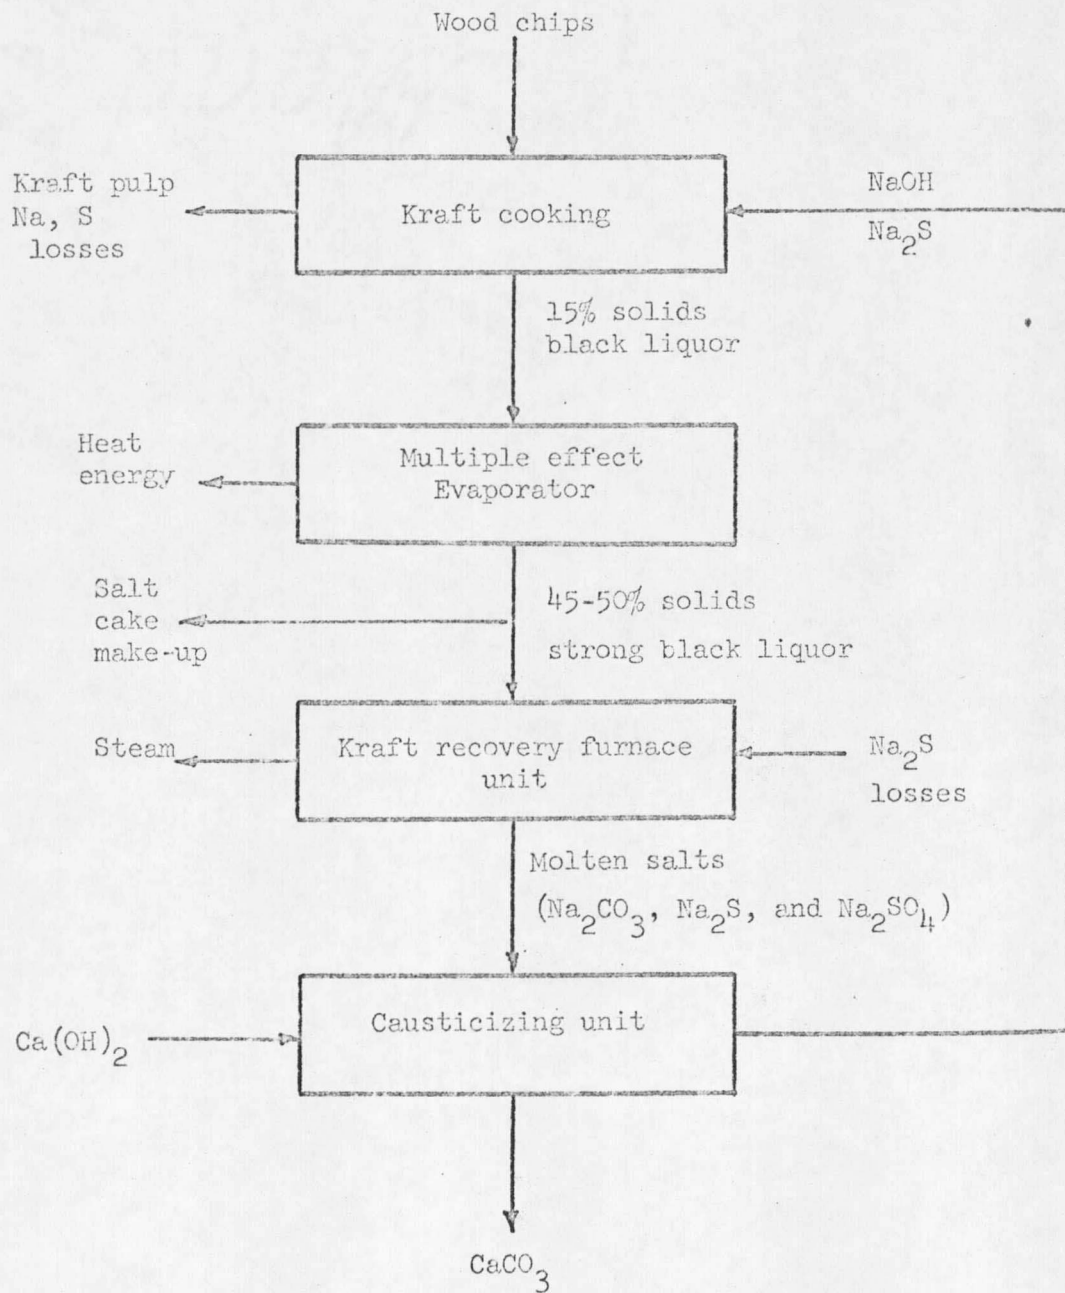 Wood chips
Kraft pulp
Na, S
losses
Kraft cooking
NaOH
Na₂S
15% solids
black liquor
Heat
energy
Multiple effect
Evaporator
Salt
cake
make-up
45-50% solids
strong black liquor
Steam
Kraft recovery furnace
unit
Na₂S
losses
Molten salts
(Na₂CO₃, Na₂S, and Na₂SO₄)
Ca(OH)₂
Causticizing unit
CaCO₃